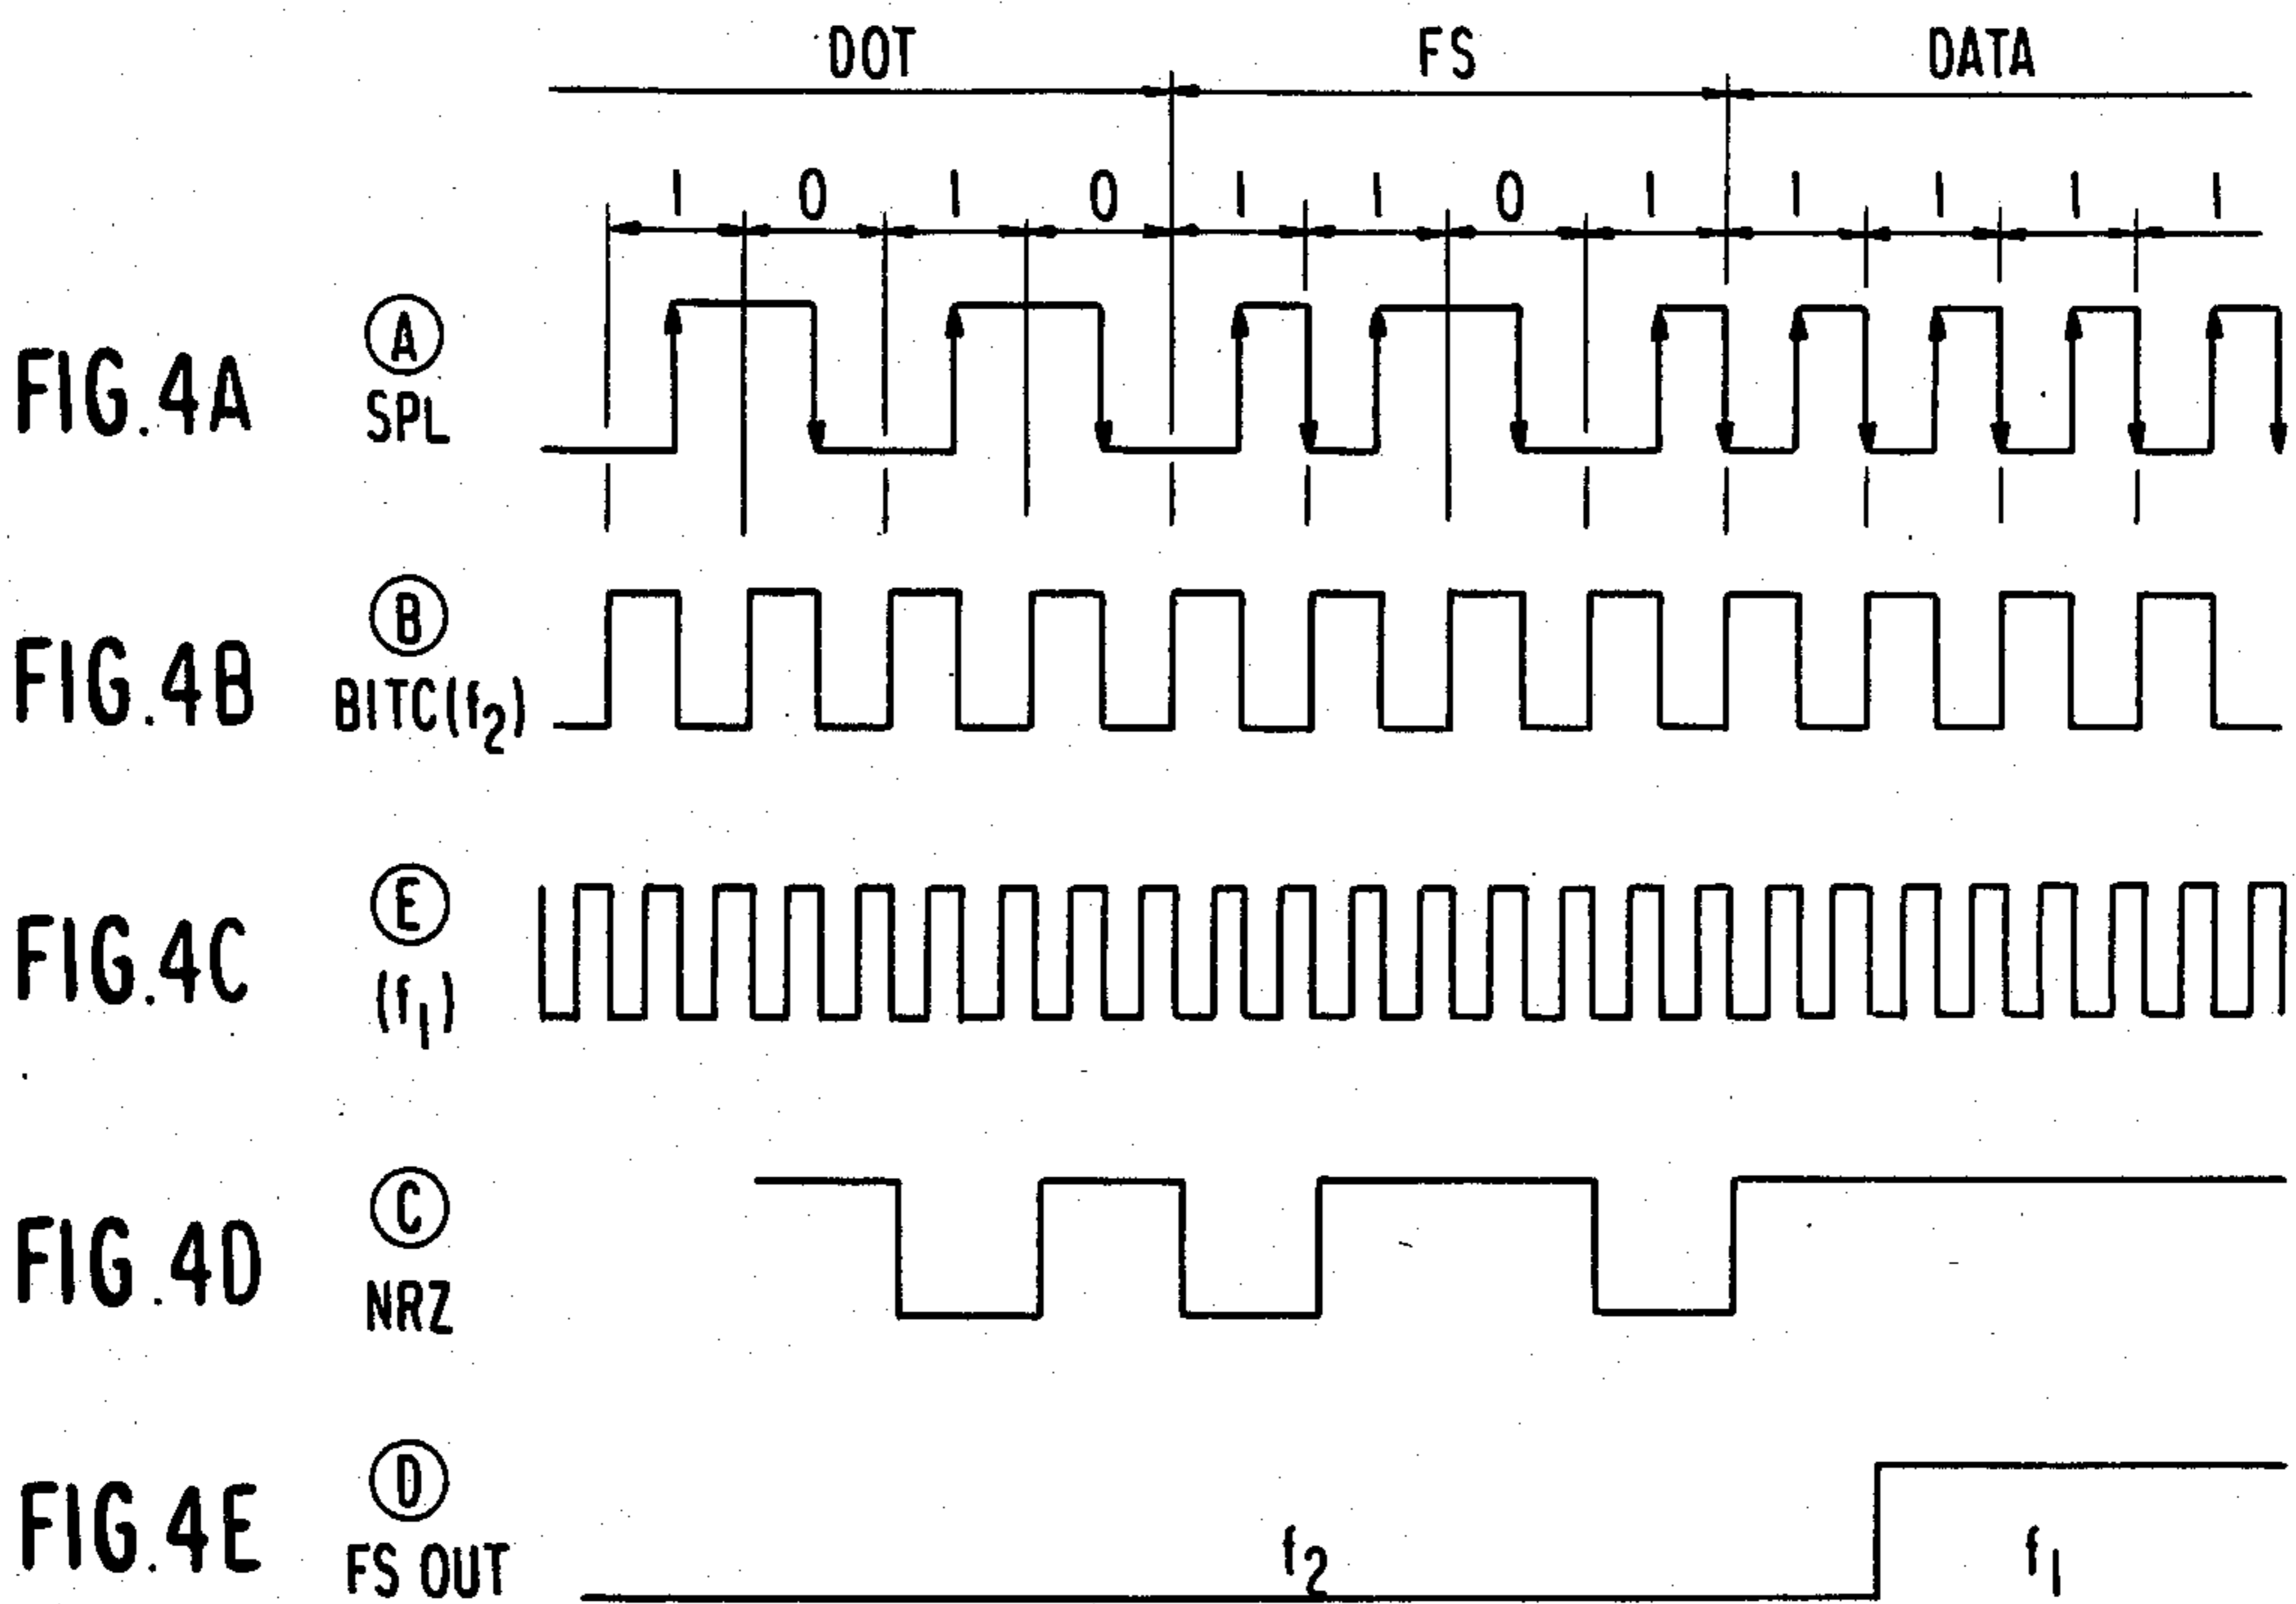 DOT FS DATA
1 0 1 0 1 1 0 1 1 1 1 1
FIG.4A A SPL
FIG.4B B BITC(f2)
FIG.4C E (f1)
FIG.4D C NRZ
FIG.4E D FS OUT f2 f1